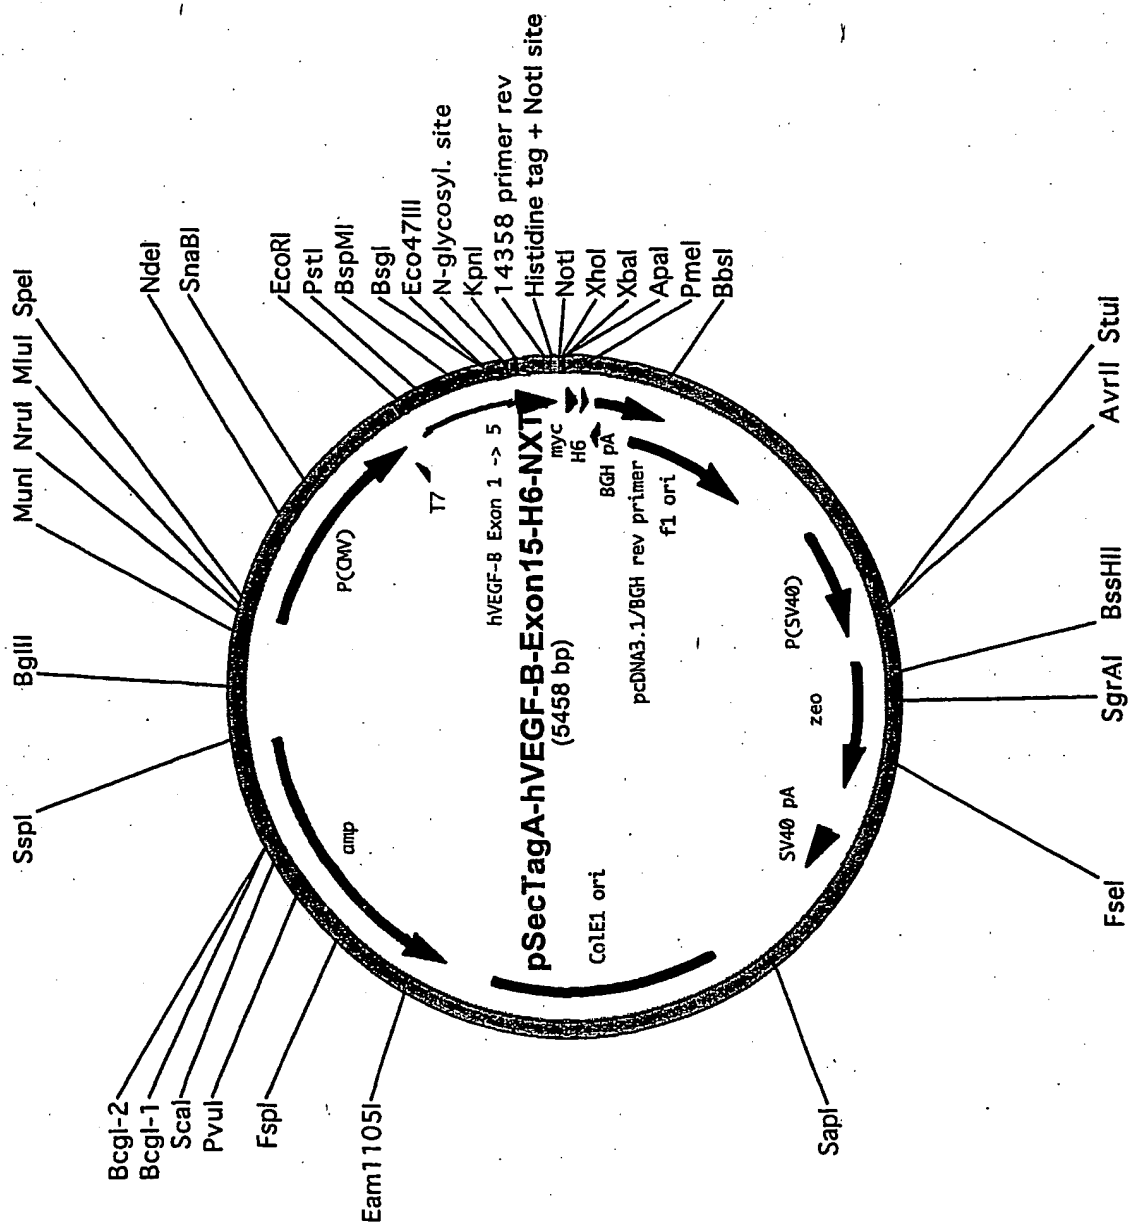 SspI
BglII
MunI
NruI
MluI
SpeI
NdeI
SnaBI
EcoRI
PstI
BspMI
BsgI
Eco47III
N-glycosyl. site
KpnI
14358 primer rev
Histidine tag + NotI site
NotI
XhoI
XbaI
ApaI
PmeI
BbsI
StuI
AvrII
BssHII
SgrAI
FseI
SapI
Eam1105I
FspI
PvuI
ScaI
BcgI-1
BcgI-2
P(CMV)
T7
hVEGF-B Exon 1 -> 5
pSecTagA-hVEGF-B-Exon15-H6-NXT
(5458 bp)
myc
H6
BGH pA
pcDNA3.1/BGH rev primer
f1 ori
P(SV40)
zeo
SV40 pA
ColE1 ori
amp